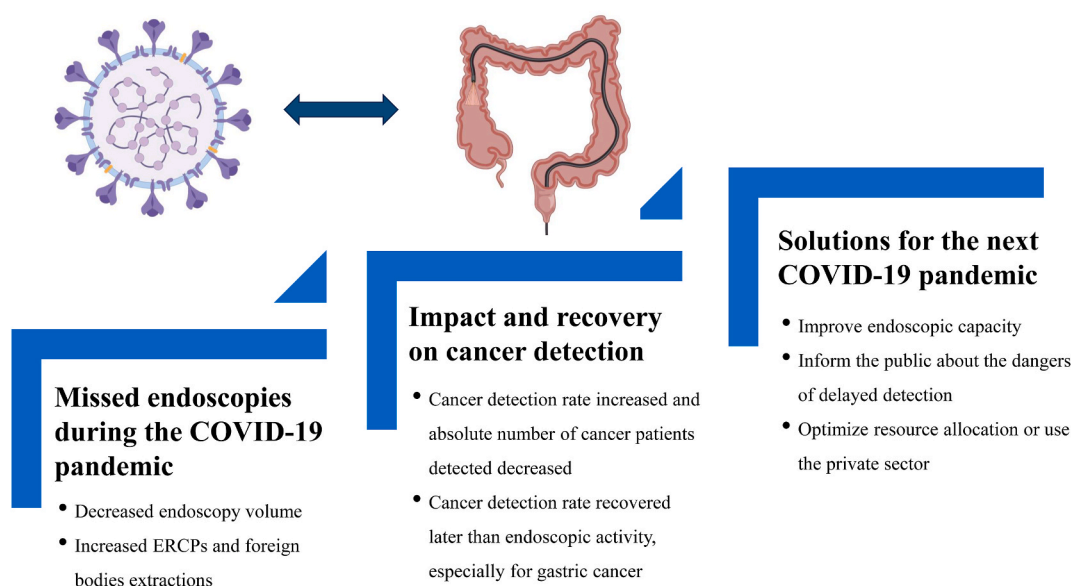 Missed endoscopies
during the COVID-19
pandemic
• Decreased endoscopy volume
• Increased ERCPs and foreign
bodies extractions
Impact and recovery
on cancer detection
• Cancer detection rate increased and
absolute number of cancer patients
detected decreased
• Cancer detection rate recovered
later than endoscopic activity,
especially for gastric cancer
Solutions for the next
COVID-19 pandemic
• Improve endoscopic capacity
• Inform the public about the dangers
of delayed detection
• Optimize resource allocation or use
the private sector